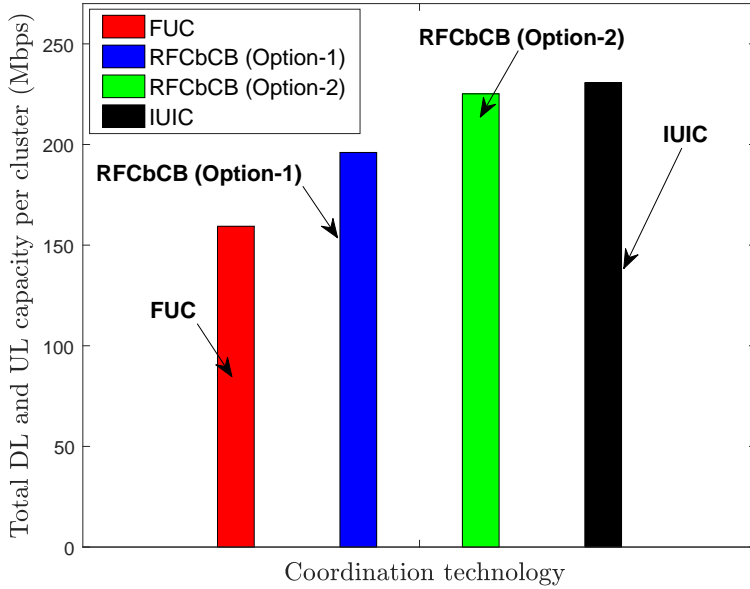 FUC
RFCbCB (Option-1)
RFCbCB (Option-2)
IUIC
RFCbCB (Option-2)
IUIC
RFCbCB (Option-1)
FUC
250
200
150
100
50
0
Total DL and UL capacity per cluster (Mbps)
Coordination technology